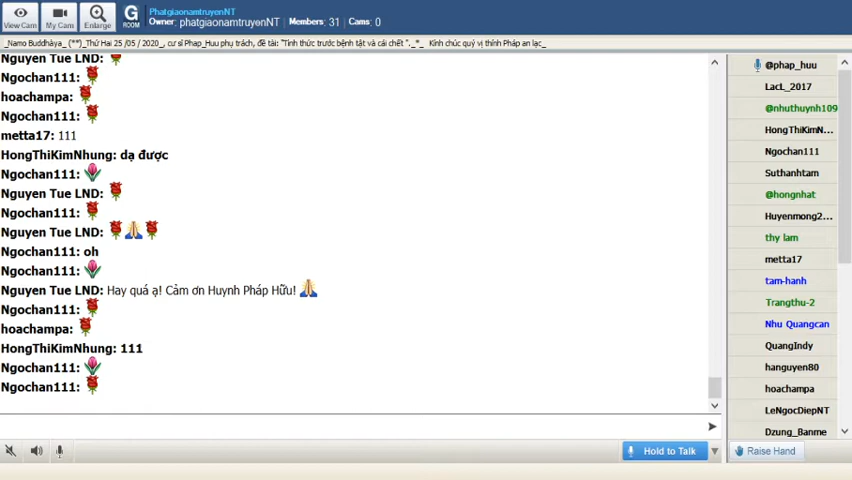 PhatgiaonamtruyenNT
Owner: phatgiaonamtruyenNT Members: 31 Cams: 0
View Cam My Cam Enlarge G ROOM
_Namo Buddhàya_ (**)_Thứ Hai 25 /05 / 2020_, cư sĩ Phap_Huu phụ trách, đề tài: "Tỉnh thức trước bệnh tật và cái chết "._*_ Kính chúc quý vị thính Pháp an lạc_
Nguyen Tue LND:
Ngochan111:
hoachampa:
Ngochan111:
metta17: 111
HongThiKimNhung: dạ được
Ngochan111:
Nguyen Tue LND:
Ngochan111:
Nguyen Tue LND:
Ngochan111: oh
Ngochan111:
Nguyen Tue LND: Hay quá ạ! Cảm ơn Huynh Pháp Hữu!
Ngochan111:
hoachampa:
HongThiKimNhung: 111
Ngochan111:
Ngochan111:
Hold to Talk
@phap_huu
LacL_2017
@nhuthuynh109
HongThiKimN...
Ngochan111
Suthanhtam
@hongnhat
Huyenmong2...
thy lam
metta17
tam-hanh
Trangthu-2
Nhu Quangcan
QuangIndy
hanguyen80
hoachampa
LeNgocDiepNT
Dzung_Banme
Raise Hand